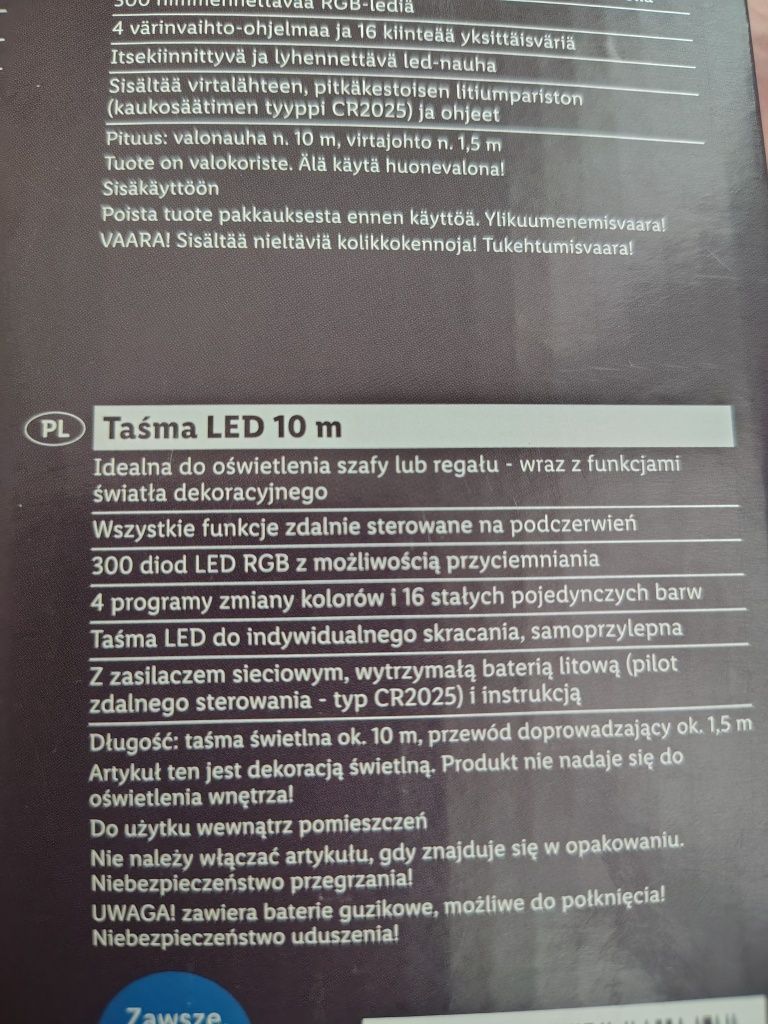 300 himmennettävää RGB-lediä
4 värinvaihto-ohjelmaa ja 16 kiinteää yksittäisväriä
Itsekiinnittyvä ja lyhennettävä led-nauha
Sisältää virtalähteen, pitkäkestoisen litiumpariston
(kaukosäätimen tyyppi CR2025) ja ohjeet
Pituus: valonauha n. 10 m, virtajohto n. 1,5 m
Tuote on valokoriste. Älä käytä huonevalona!
Sisäkäyttöön
Poista tuote pakkauksesta ennen käyttöä. Ylikuumenemisvaara!
VAARA! Sisältää nieltäviä kolikkokennoja! Tukehtumisvaara!
PL Taśma LED 10 m
Idealna do oświetlenia szafy lub regału - wraz z funkcjami
światła dekoracyjnego
Wszystkie funkcje zdalnie sterowane na podczerwień
300 diod LED RGB z możliwością przyciemniania
4 programy zmiany kolorów i 16 stałych pojedynczych barw
Taśma LED do indywidualnego skracania, samoprzylepna
Z zasilaczem sieciowym, wytrzymałą baterią litową (pilot
zdalnego sterowania - typ CR2025) i instrukcją
Długość: taśma świetlna ok. 10 m, przewód doprowadzający ok. 1,5 m
Artykuł ten jest dekoracją świetlną. Produkt nie nadaje się do
oświetlenia wnętrza!
Do użytku wewnątrz pomieszczeń
Nie należy włączać artykułu, gdy znajduje się w opakowaniu.
Niebezpieczeństwo przegrzania!
UWAGA! zawiera baterie guzikowe, możliwe do połknięcia!
Niebezpieczeństwo uduszenia!
Zawsze